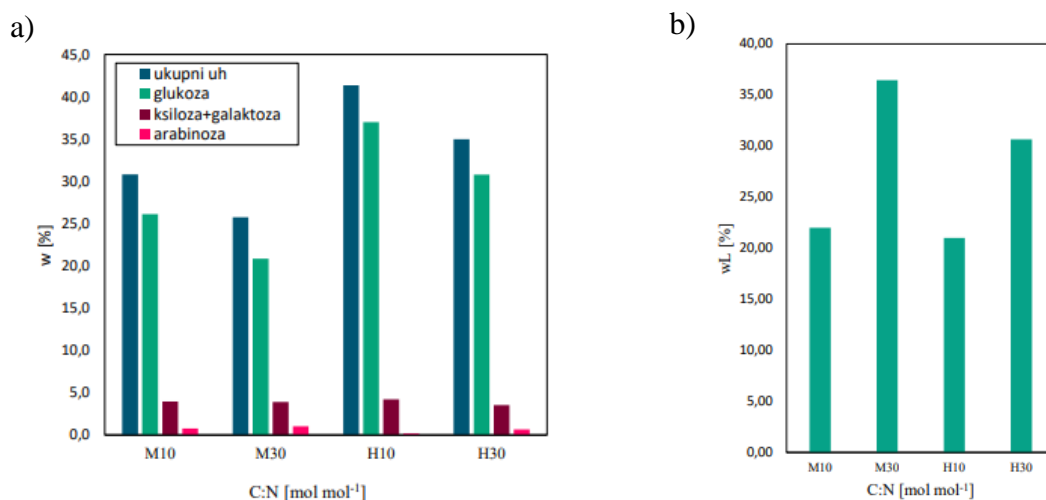 a)
w [%]
45,0
40,0
35,0
30,0
25,0
20,0
15,0
10,0
5,0
0,0
ukupni uh
glukoza
ksiloza+galaktoza
arabinoza
M10 M30 H10 H30
C:N [mol mol⁻¹]
b)
wL [%]
40,00
35,00
30,00
25,00
20,00
15,00
10,00
5,00
0,00
M10 M30 H10 H30
C:N [mol mol⁻¹]